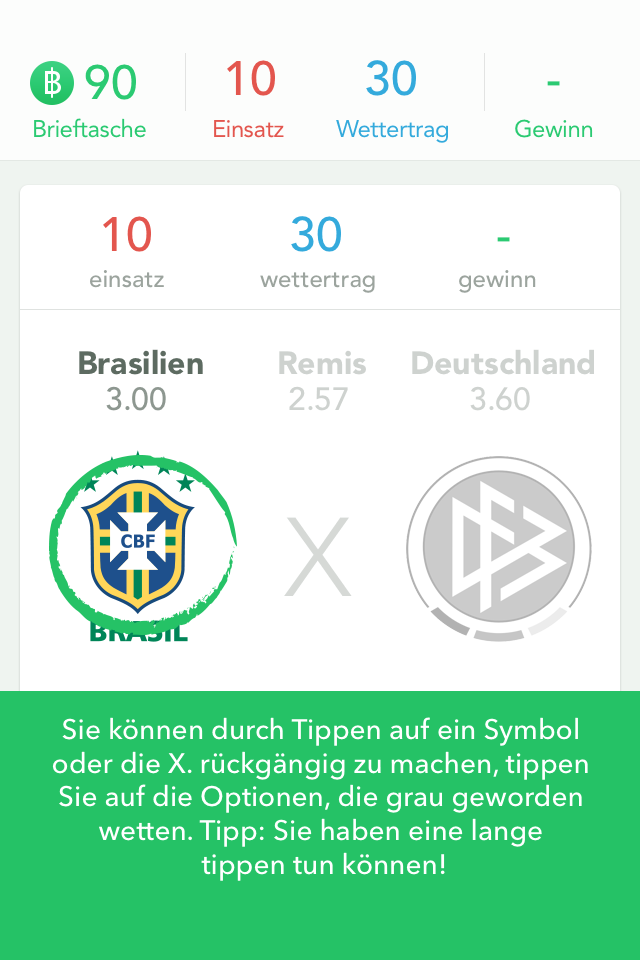 ฿ 90 10 30 -
Brieftasche Einsatz Wettertrag Gewinn
10 30 -
einsatz wettertrag gewinn
Brasilien Remis Deutschland
3.00 2.57 3.60
CBF X DFB
BRASIL
Sie können durch Tippen auf ein Symbol
oder die X. rückgängig zu machen, tippen
Sie auf die Optionen, die grau geworden
wetten. Tipp: Sie haben eine lange
tippen tun können!